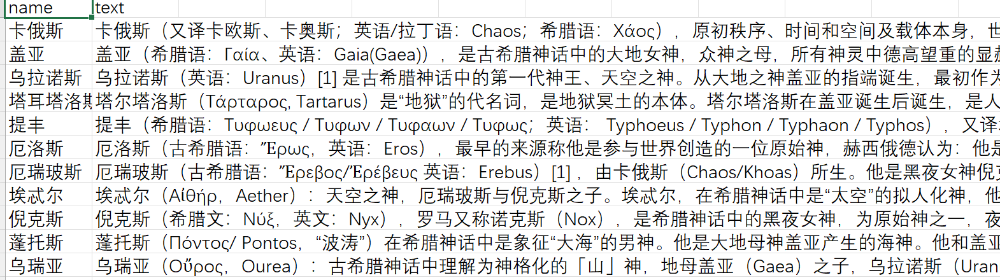 name text
卡俄斯 卡俄斯（又译卡欧斯、卡奥斯；英语/拉丁语：Chaos；希腊语：Χάος），原初秩序、时间和空间及载体本身，世
盖亚 盖亚（希腊语：Γαία、英语：Gaia(Gaea)），是古希腊神话中的大地女神，众神之母，所有神灵中德高望重的显赫
乌拉诺斯 乌拉诺斯（英语：Uranus）[1] 是古希腊神话中的第一代神王、天空之神。从大地之神盖亚的指端诞生，最初作为
塔耳塔洛斯 塔尔塔洛斯（Τάρταρος, Tartarus）是“地狱”的代名词，是地狱冥土的本体。塔尔塔洛斯在盖亚诞生后诞生，是人
提丰 提丰（希腊语：Τυφωευς / Τυφων / Τυφαων / Τυφως；英语： Typhoeus / Typhon / Typhaon / Typhos），又译
厄洛斯 厄洛斯（古希腊语：Ἔρως，英语：Eros），最早的来源称他是参与世界创造的一位原始神，赫西俄德认为：他是
厄瑞玻斯 厄瑞玻斯（古希腊语：Ἔρεβος/Ἐρέβευς 英语：Erebus）[1] ，由卡俄斯（Chaos/Khoas）所生。他是黑夜女神倪克
埃忒尔 埃忒尔（Αἰθήρ，Aether）：天空之神，厄瑞玻斯与倪克斯之子。埃忒尔，在希腊神话中是“太空”的拟人化神，他
倪克斯 倪克斯（希腊文：Νύξ，英文：Nyx），罗马又称诺克斯（Nox），是希腊神话中的黑夜女神，为原始神之一，夜
蓬托斯 蓬托斯（Πόντος/ Pontos，“波涛”）在希腊神话中是象征“大海”的男神。他是大地母神盖亚产生的海神。他和盖亚
乌瑞亚 乌瑞亚（Οὔρος，Ourea）：古希腊神话中理解为神格化的「山」神，地母盖亚（Gaea）之子，乌拉诺斯（Uran